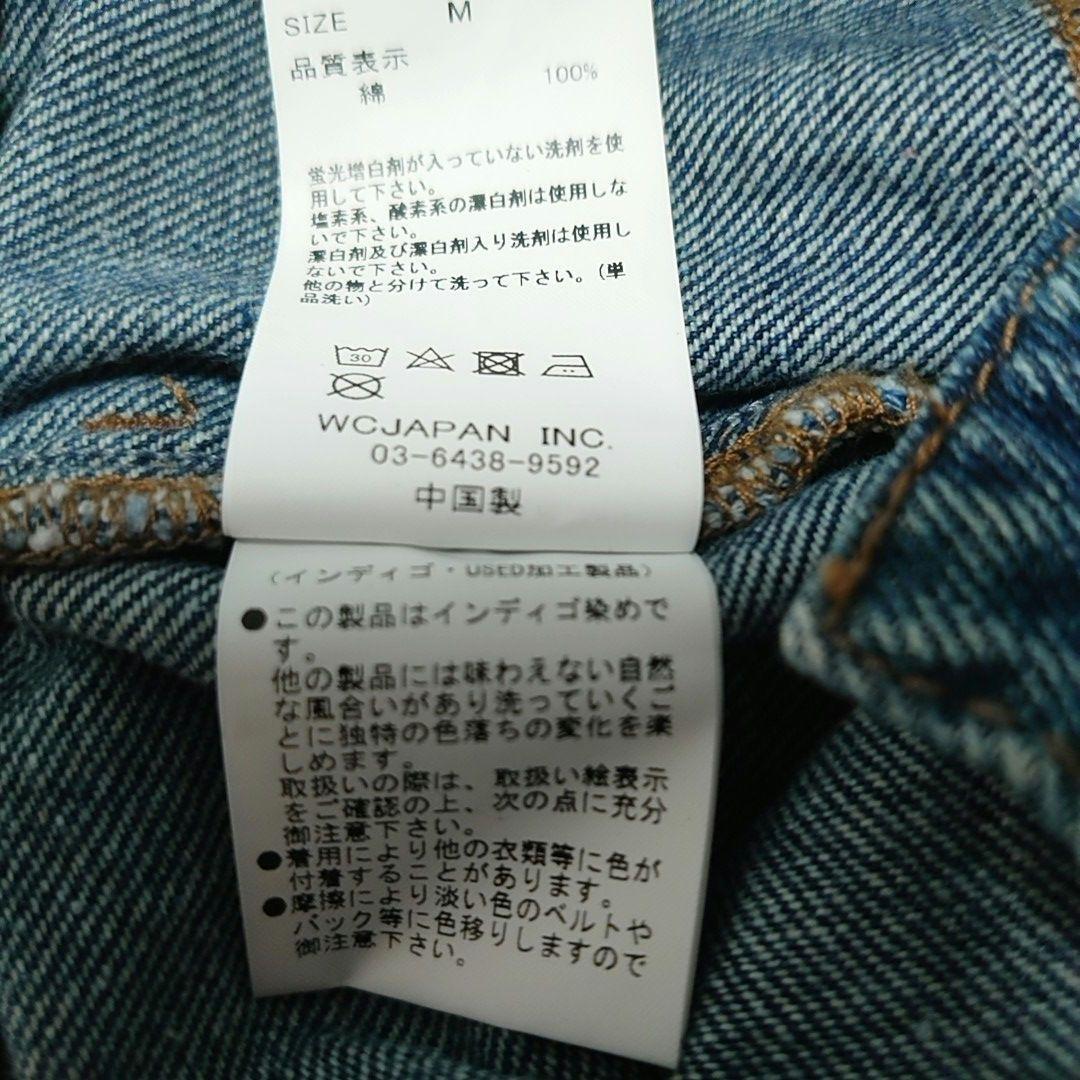 SIZE M
品質表示
綿 100%
蛍光増白剤が入っていない洗剤を使
用して下さい。
塩素系、酸素系の漂白剤は使用しな
いで下さい。
漂白剤及び漂白剤入り洗剤は使用し
ないで下さい。
他の物と分けて洗って下さい。(単
品洗い)
30
WCJAPAN INC.
03-6438-9592
中国製
(インディゴ・USED加工製品)
●この製品はインディゴ染めで
す。
他の製品には味わえない自然
な風合いがあり洗っていくご
とに独特の色落ちの変化を楽
しめます。
取扱いの際は、取扱い絵表示
をご確認の上、次の点に充分
御注意下さい。
●着用により他の衣類等に色が
付着することがあります。
●摩擦により淡い色のベルトや
バック等に色移りしますので
御注意下さい。